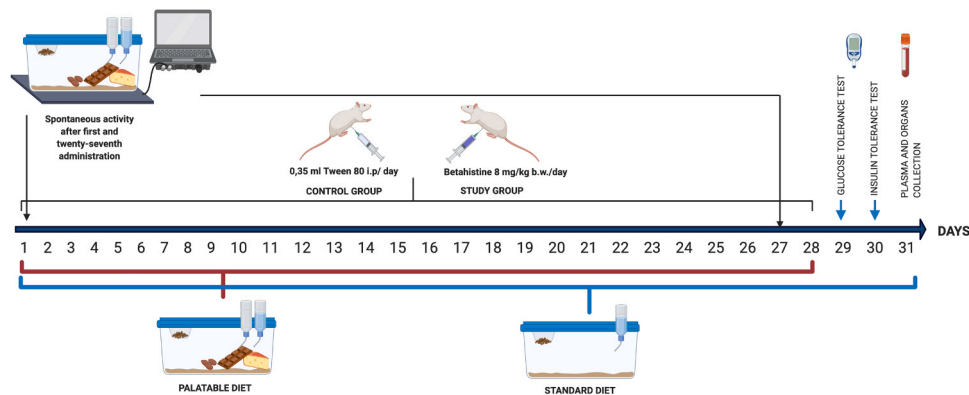 Spontaneous activity
after first and
twenty-seventh
administration
0,35 ml Tween 80 i.p/ day
CONTROL GROUP
Betahistine 8 mg/kg b.w./day
STUDY GROUP
GLUCOSE TOLERANCE TEST
INSULIN TOLERANCE TEST
PLASMA AND ORGANS
COLLECTION
DAYS
1 2 3 4 5 6 7 8 9 10 11 12 13 14 15 16 17 18 19 20 21 22 23 24 25 26 27 28 29 30 31
PALATABLE DIET
STANDARD DIET